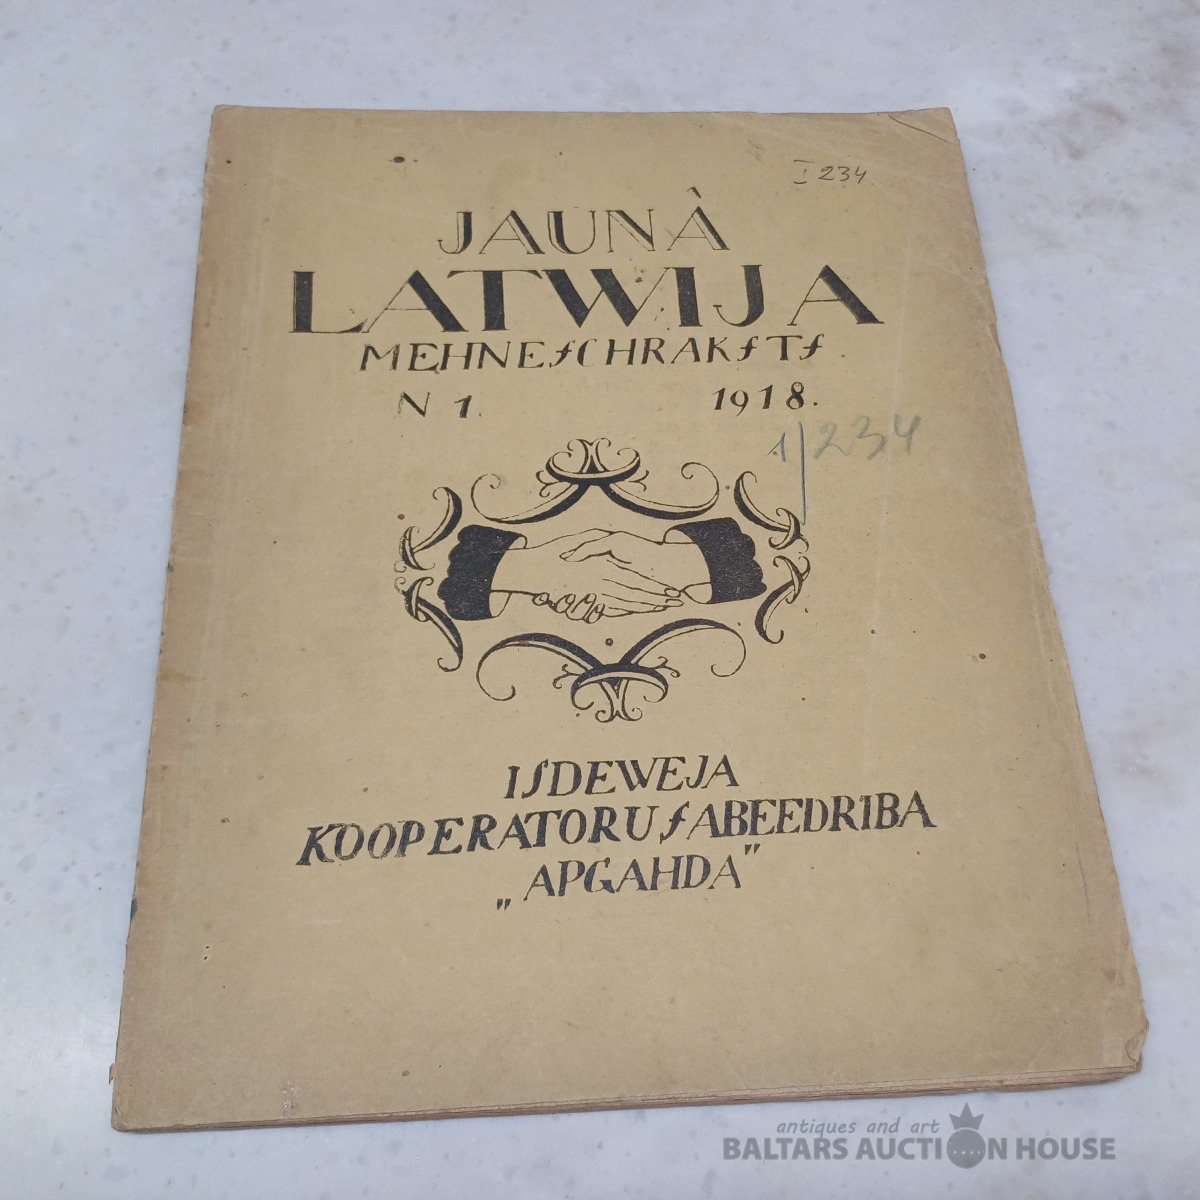 I 234
JAUNÀ
LATWIJA
MEHNEſCHRAKſTſ.
N 1. 1918.
1/234
IſDEWEJA
KOOPERATORU ſABEEDRIBA
„APGAHDA"
antiques and art
BALTARS AUCTION HOUSE